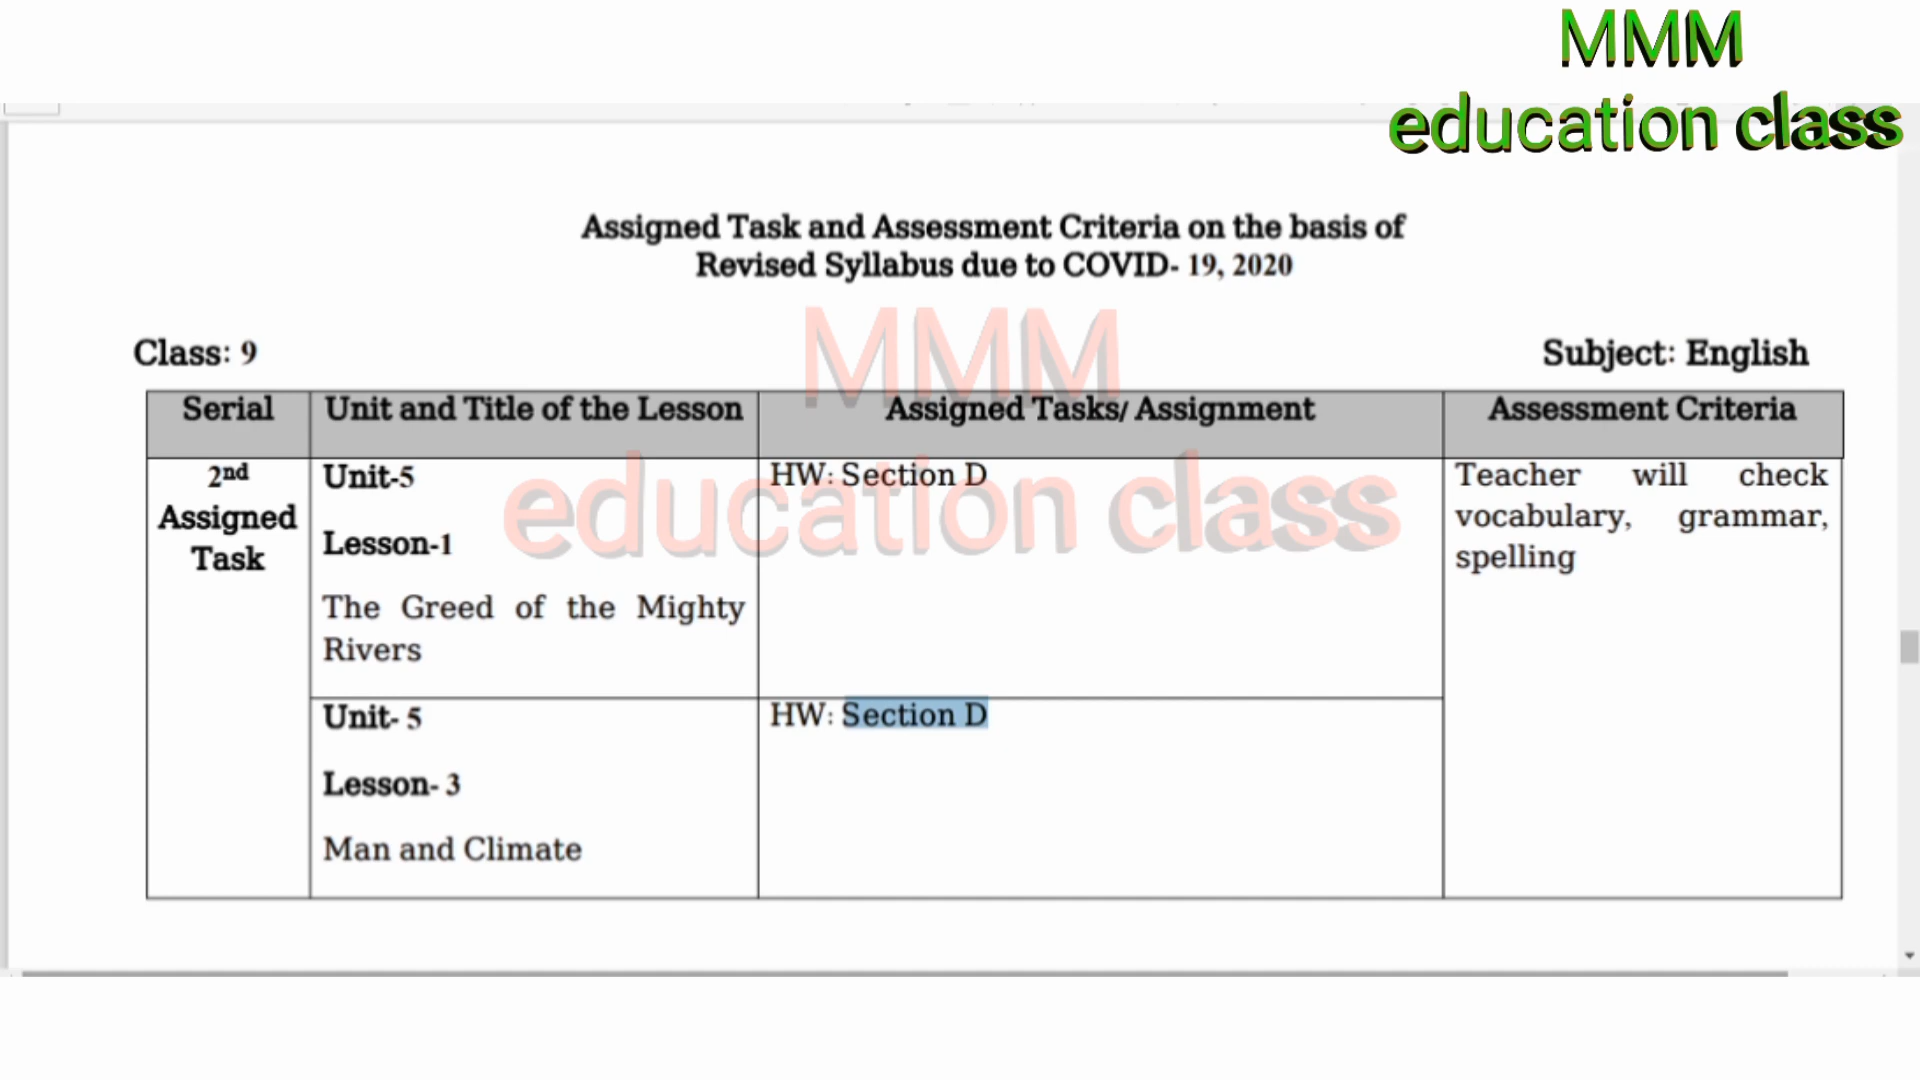 MMM
education class
Assigned Task and Assessment Criteria on the basis of
Revised Syllabus due to COVID- 19, 2020
MMM
education class
Class: 9
Subject: English
Serial
Unit and Title of the Lesson
Assigned Tasks/ Assignment
Assessment Criteria
2nd
Assigned
Task
Unit-5
Lesson-1
The Greed of the Mighty
Rivers
HW: Section D
Teacher will check
vocabulary, grammar,
spelling
Unit- 5
Lesson- 3
Man and Climate
HW: Section D